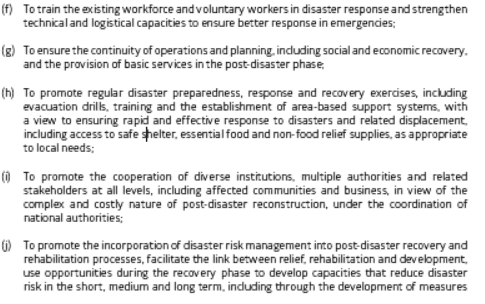 (f) To train the existing workforce and voluntary workers in disaster response and strengthen
technical and logistical capacities to ensure better response in emergencies;
(g) To ensure the continuity of operations and planning, including social and economic recovery,
and the provision of basic services in the post-disaster phase;
(h) To promote regular disaster preparedness, response and recovery exercises, including
evacuation drills, training and the establishment of area-based support systems, with
a view to ensuring rapid and effective response to disasters and related displacement,
including access to safe shelter, essential food and non-food relief supplies, as appropriate
to local needs;
(i) To promote the cooperation of diverse institutions, multiple authorities and related
stakeholders at all levels, including affected communities and business, in view of the
complex and costly nature of post-disaster reconstruction, under the coordination of
national authorities;
(j) To promote the incorporation of disaster risk management into post-disaster recovery and
rehabilitation processes, facilitate the link between relief, rehabilitation and development,
use opportunities during the recovery phase to develop capacities that reduce disaster
risk in the short, medium and long term, including through the development of measures